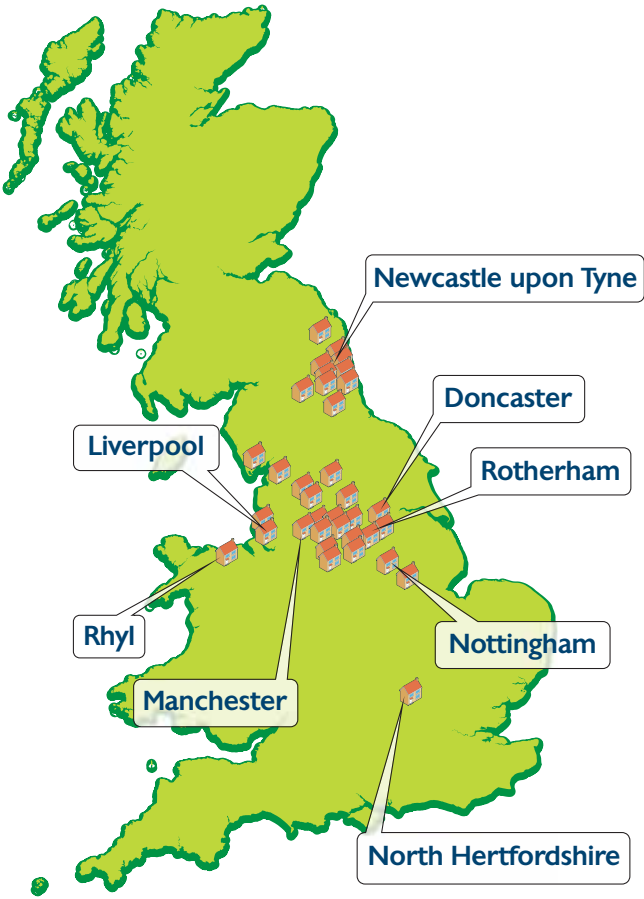 Newcastle upon Tyne
Doncaster
Liverpool
Rotherham
Rhyl
Nottingham
Manchester
North Hertfordshire